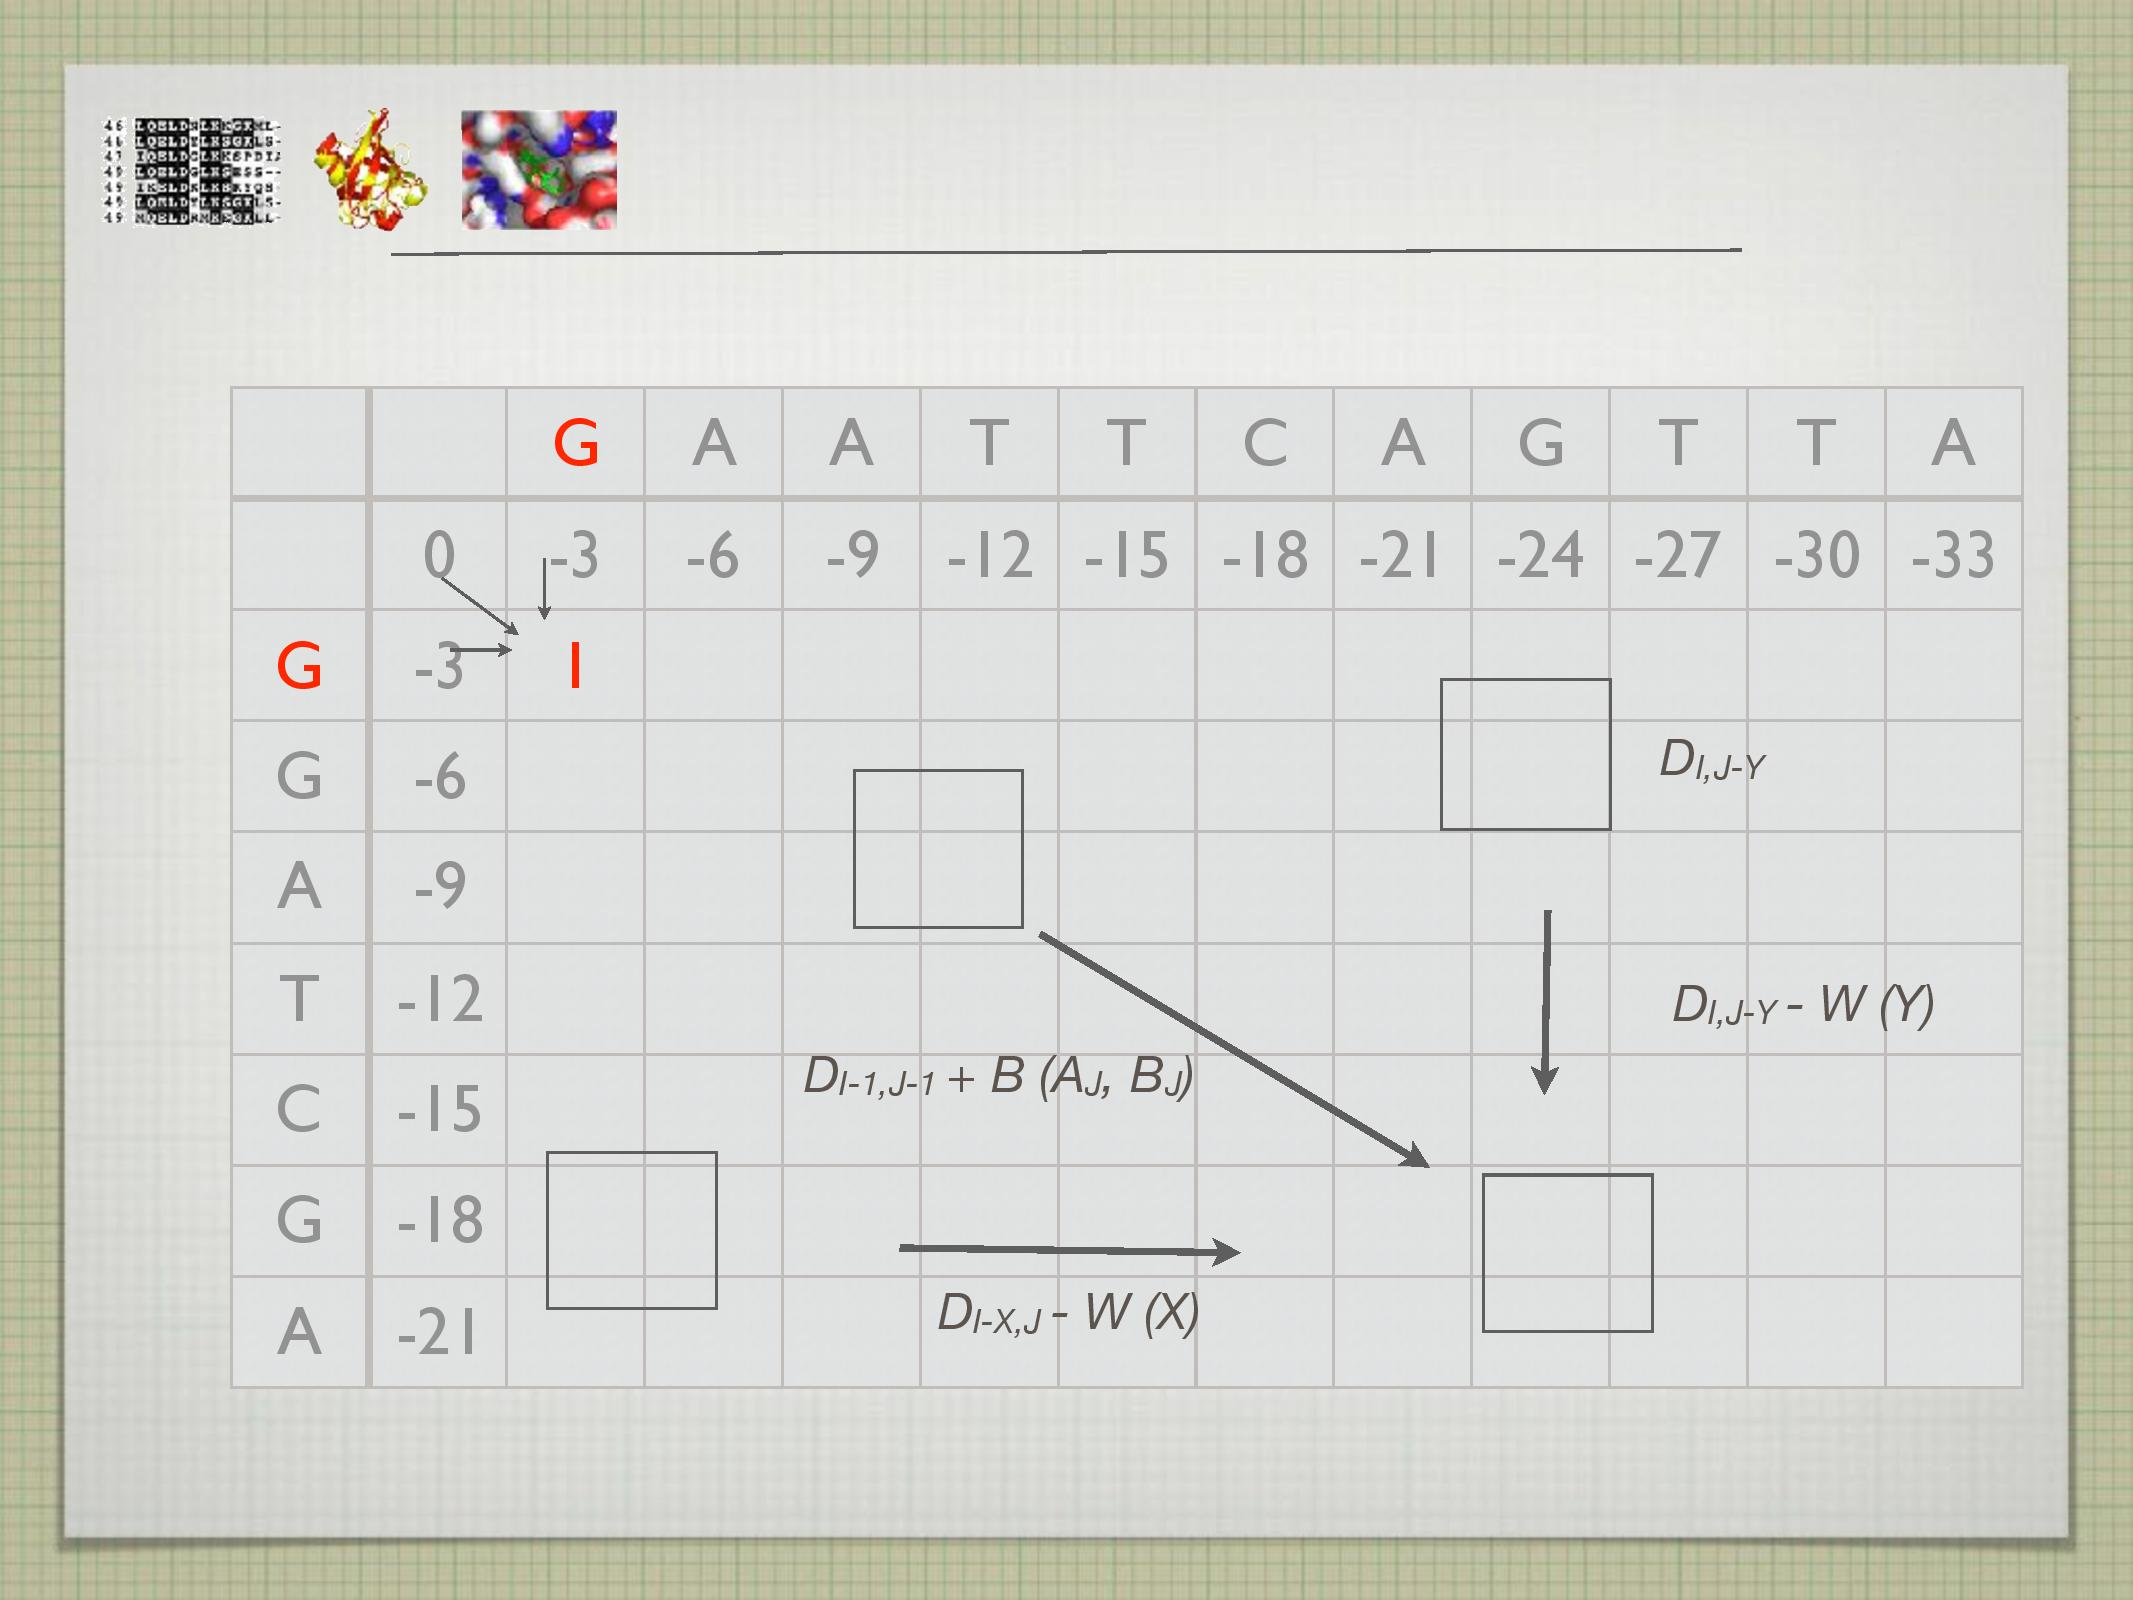 G A A T T C A G T T A
0 -3 -6 -9 -12 -15 -18 -21 -24 -27 -30 -33
G -3 1
G -6
D_{I,J-Y}
A -9
T -12
D_{I,J-Y} - W (Y)
C -15
D_{I-1,J-1} + B (A_J, B_J)
G -18
D_{I-X,J} - W (X)
A -21